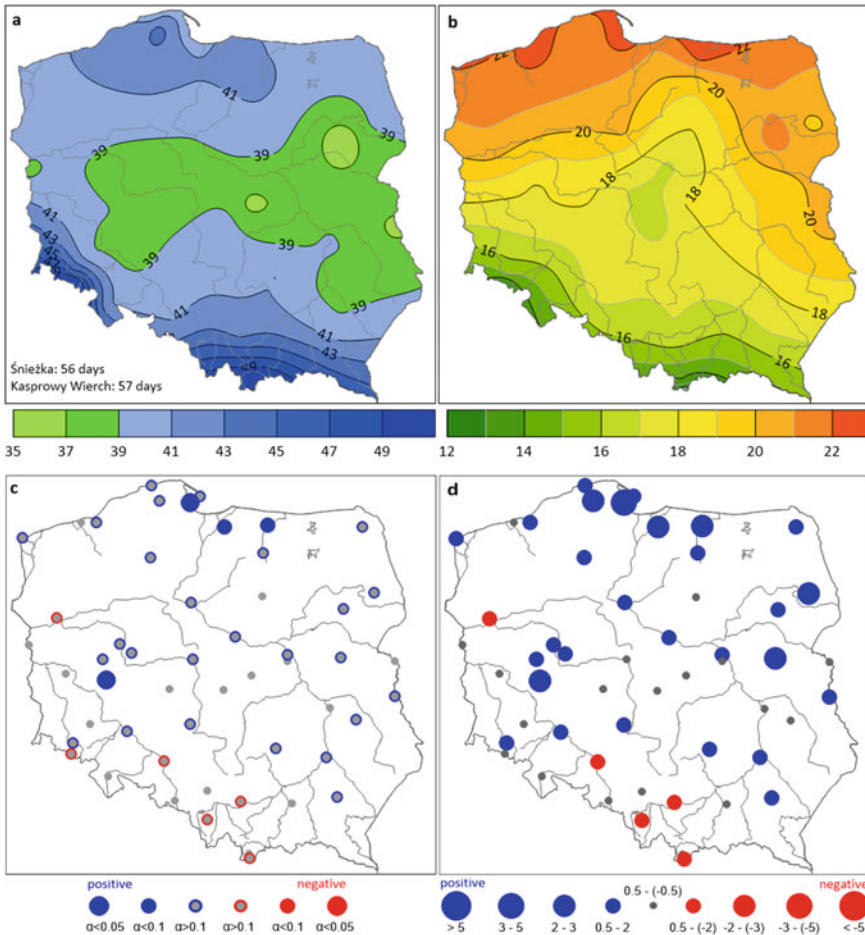 a
41
39
39
39
41
43
45
39
39
39
41
41
43
49
Śnieżka: 56 days
Kasprowy Wierch: 57 days
35 37 39 41 43 45 47 49
b
22
22
20
20
18
18
20
16
18
16
12 14 16 18 20 22
c
d
positive negative
α<0.05 α<0.1 α>0.1 α>0.1 α<0.1 α<0.05
positive 0.5 - (-0.5) negative
> 5 3 - 5 2 - 3 0.5 - 2 0.5 - (-2) -2 - (-3) -3 - (-5) < -5